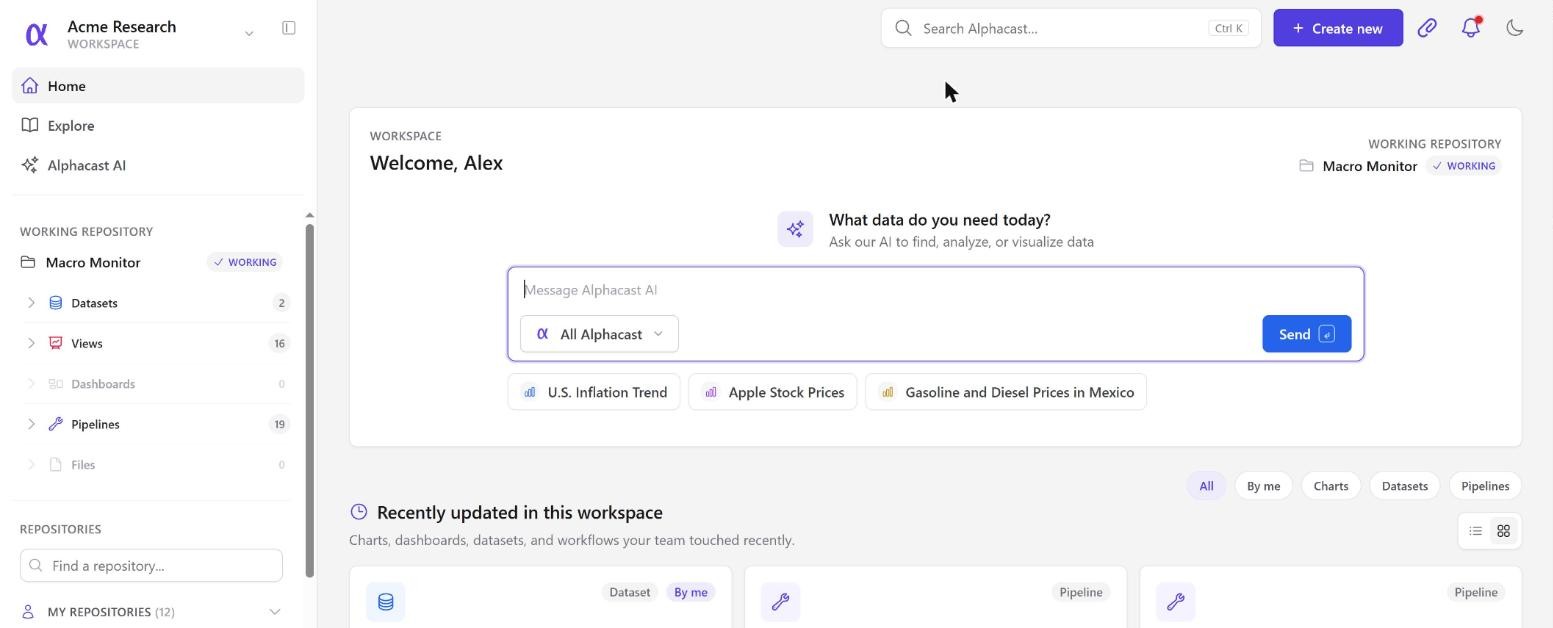 Acme Research
WORKSPACE
Home
Explore
Alphacast AI
WORKING REPOSITORY
Macro Monitor
WORKING
Datasets 2
Views 16
Dashboards 0
Pipelines 19
Files 0
REPOSITORIES
Find a repository...
MY REPOSITORIES (12)
Search Alphacast... Ctrl K
+ Create new
WORKSPACE
Welcome, Alex
WORKING REPOSITORY
Macro Monitor WORKING
What data do you need today?
Ask our AI to find, analyze, or visualize data
Message Alphacast AI
α All Alphacast
Send
U.S. Inflation Trend
Apple Stock Prices
Gasoline and Diesel Prices in Mexico
All By me Charts Datasets Pipelines
Recently updated in this workspace
Charts, dashboards, datasets, and workflows your team touched recently.
Dataset By me
Pipeline
Pipeline